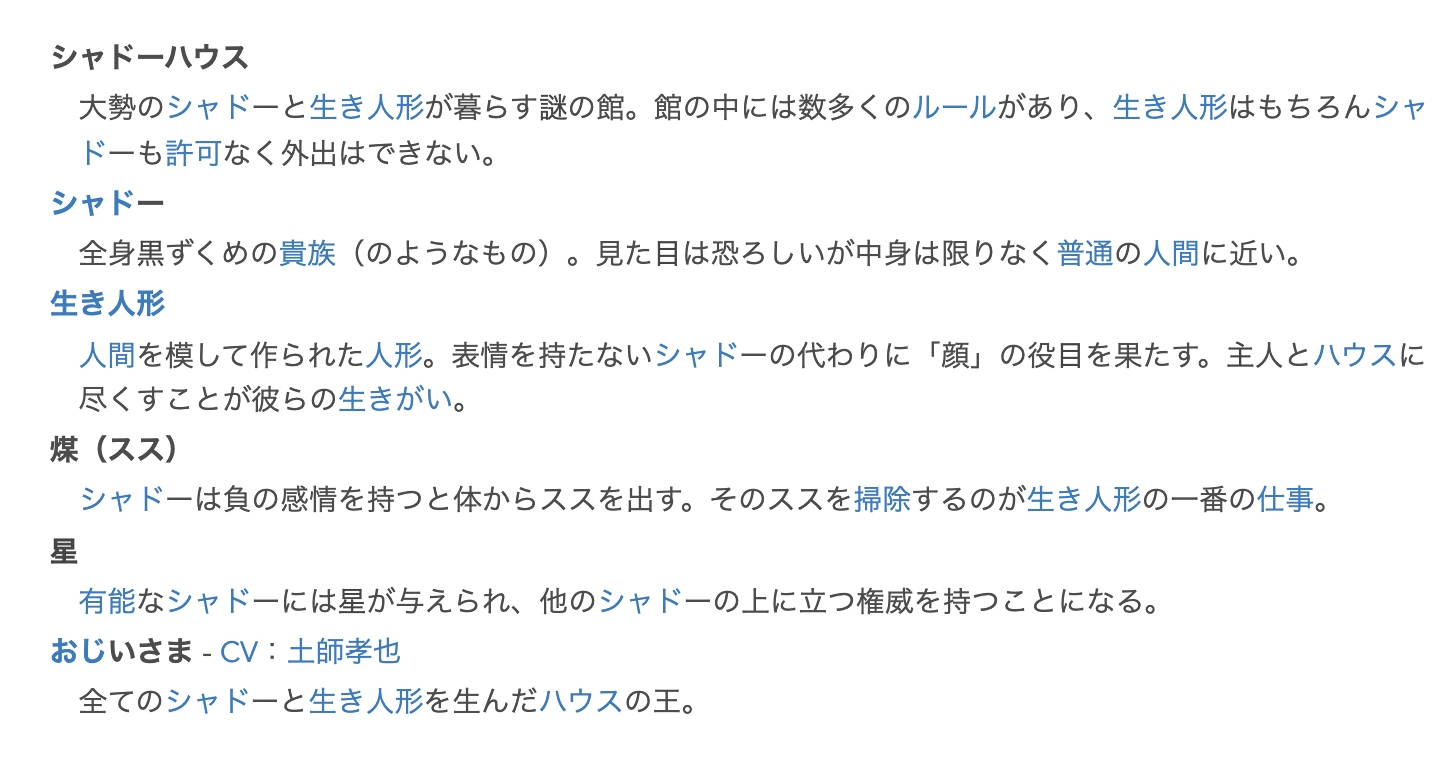 シャドーハウス
大勢のシャドーと生き人形が暮らす謎の館。館の中には数多くのルールがあり、生き人形はもちろんシャ
ドーも許可なく外出はできない。
シャドー
全身黒ずくめの貴族（のようなもの）。見た目は恐ろしいが中身は限りなく普通の人間に近い。
生き人形
人間を模して作られた人形。表情を持たないシャドーの代わりに「顔」の役目を果たす。主人とハウスに
尽くすことが彼らの生きがい。
煤（スス）
シャドーは負の感情を持つと体からススを出す。そのススを掃除するのが生き人形の一番の仕事。
星
有能なシャドーには星が与えられ、他のシャドーの上に立つ権威を持つことになる。
おじいさま - CV：土師孝也
全てのシャドーと生き人形を生んだハウスの王。